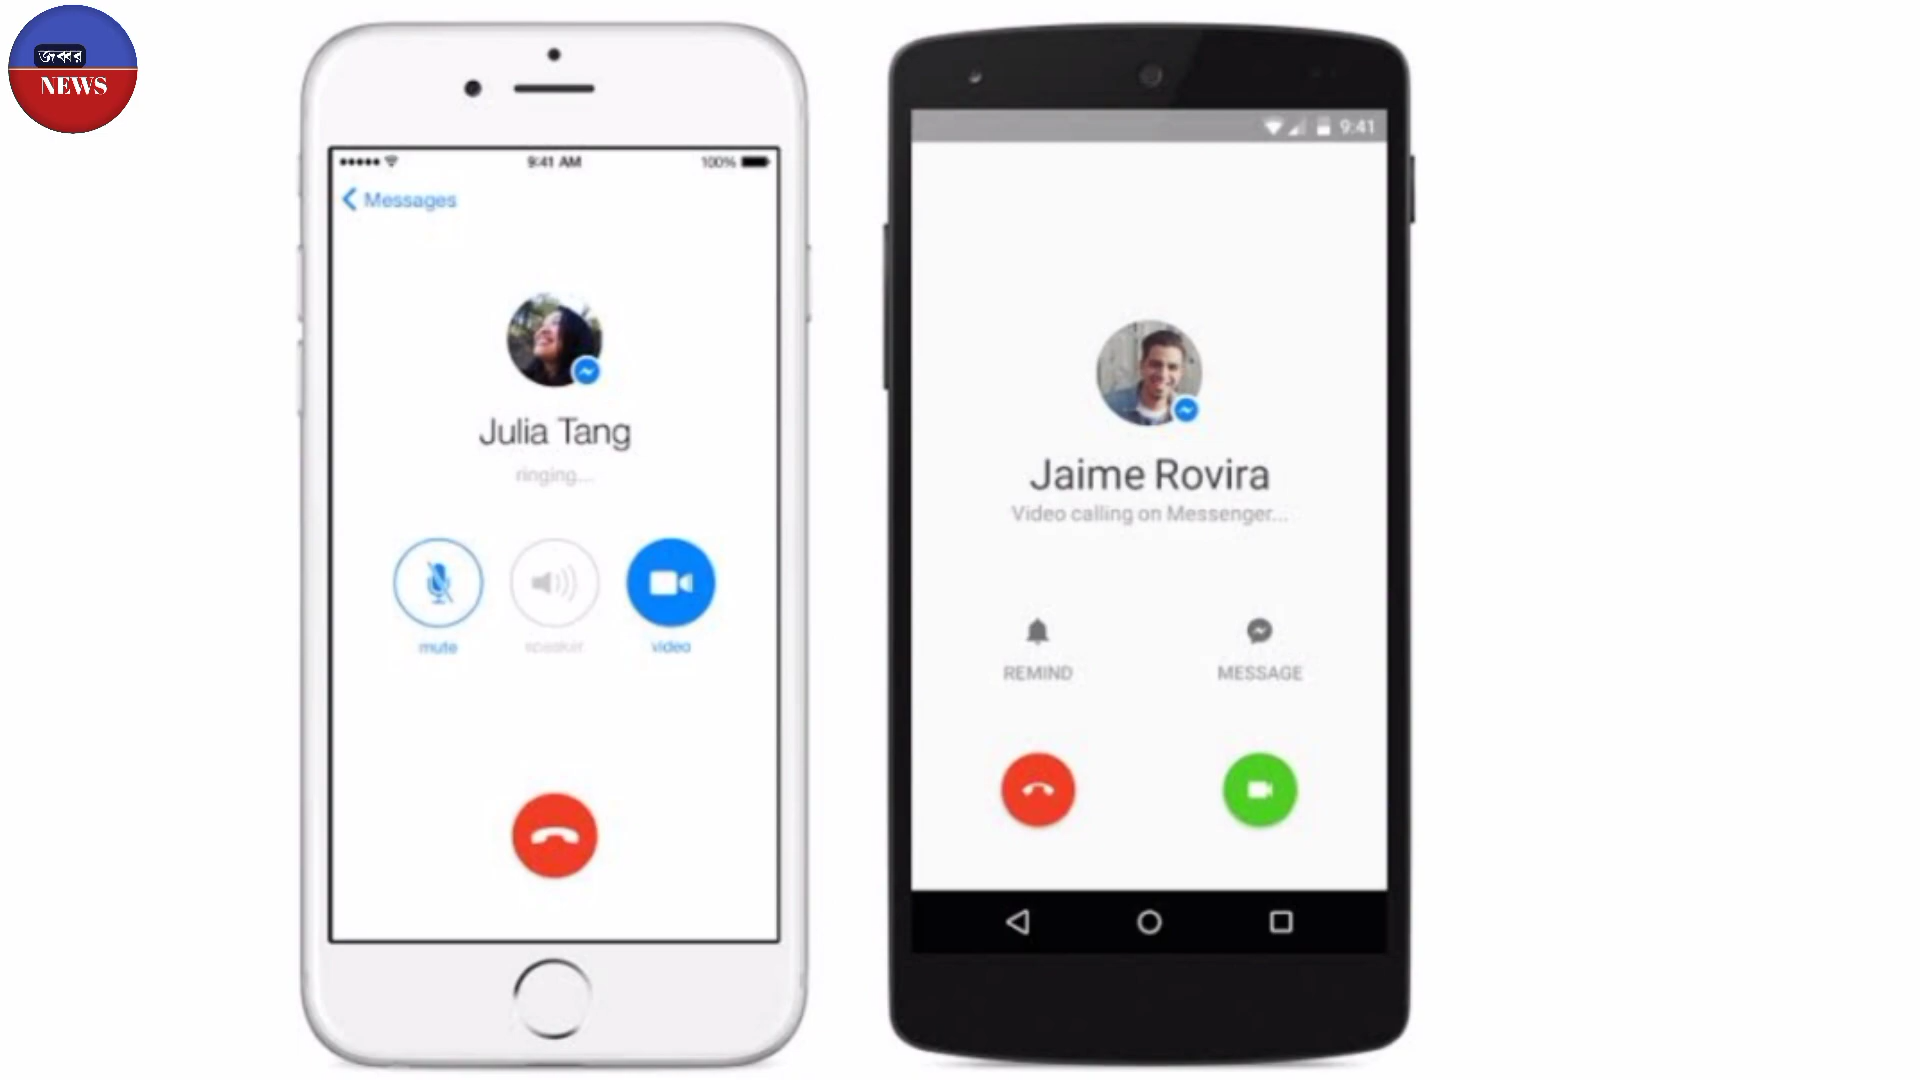 জব্বর
NEWS
9:41 AM
100%
Messages
Julia Tang
ringing...
mute
speaker
video
9:41
Jaime Rovira
Video calling on Messenger...
REMIND
MESSAGE